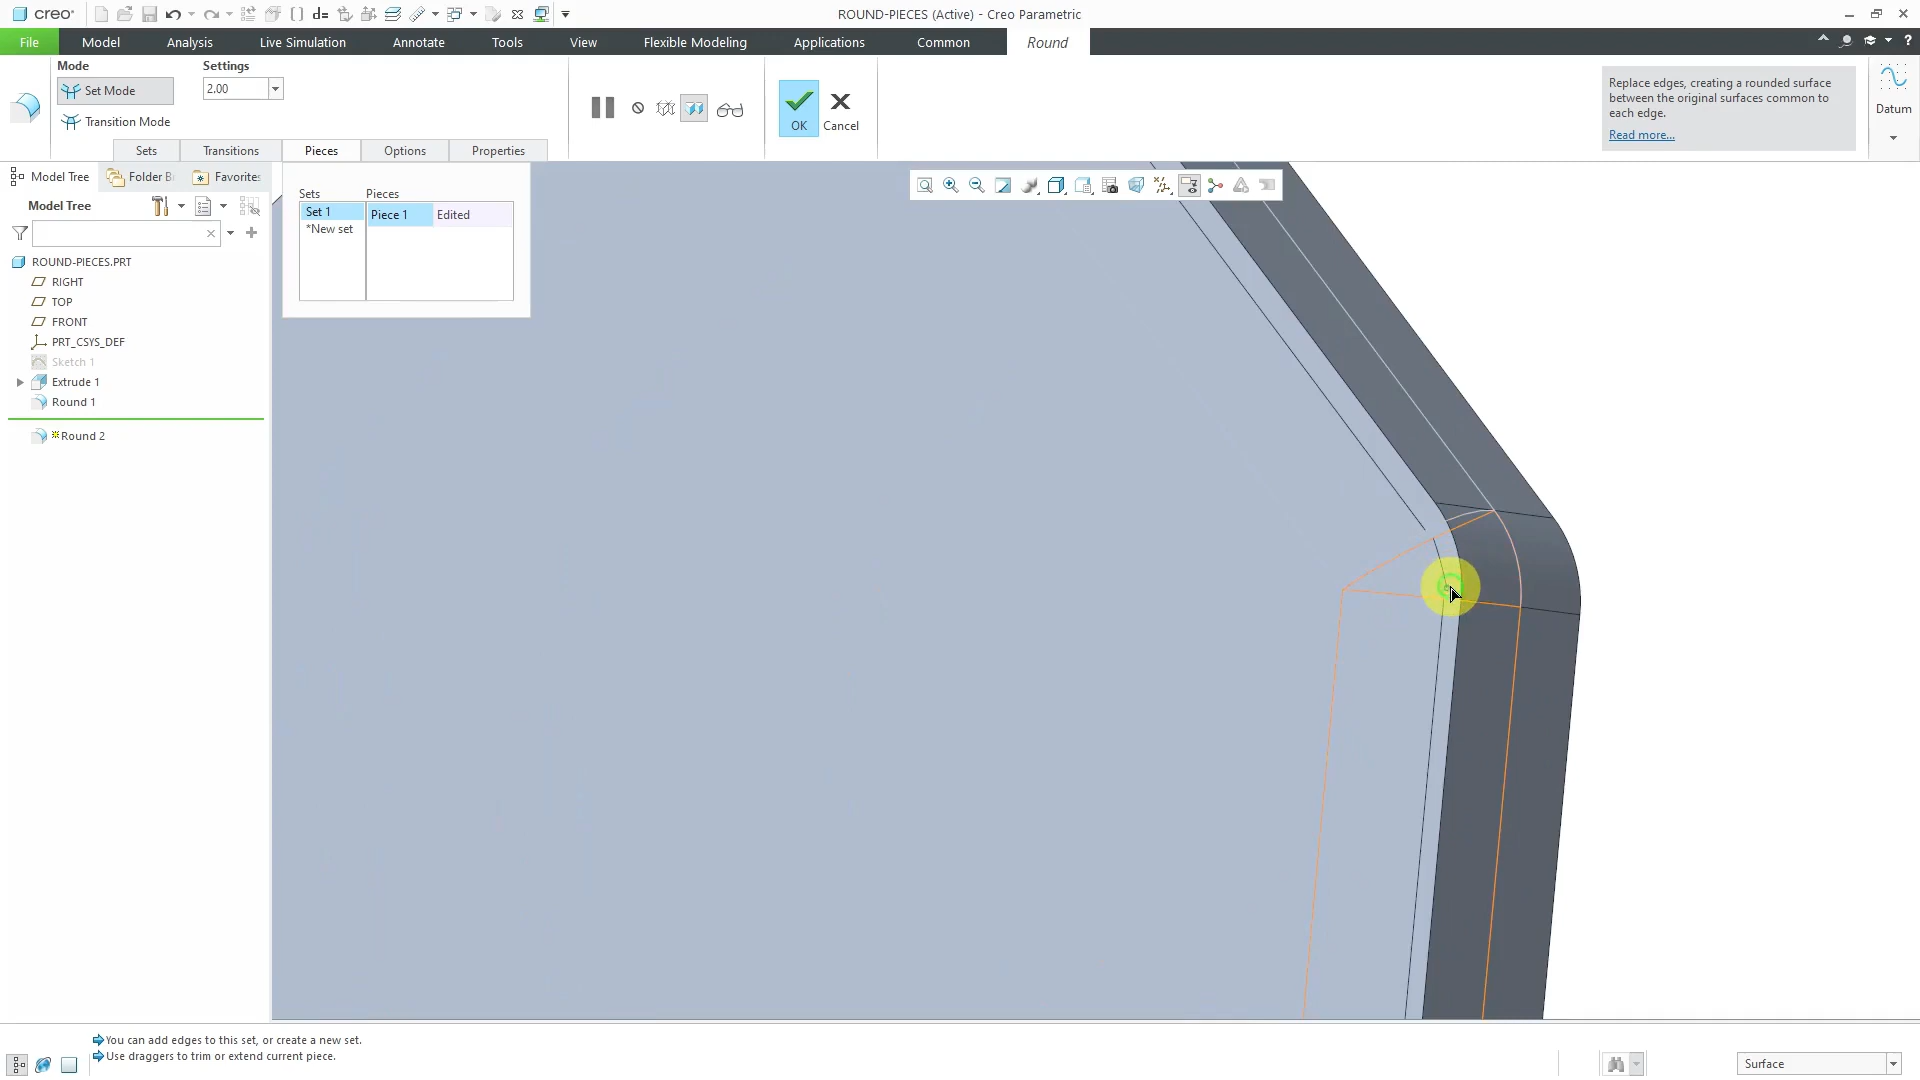 creo
ROUND-PIECES (Active) - Creo Parametric
File
Model
Analysis
Live Simulation
Annotate
Tools
View
Flexible Modeling
Applications
Common
Round
Mode
Set Mode
Transition Mode
Settings
2.00
OK
Cancel
Replace edges, creating a rounded surface
between the original surfaces common to
each edge.
Read more...
Datum
Sets
Transitions
Pieces
Options
Properties
Model Tree
Folder B
Favorites
Model Tree
ROUND-PIECES.PRT
RIGHT
TOP
FRONT
PRT_CSYS_DEF
Sketch 1
Extrude 1
Round 1
Round 2
Sets
Pieces
Set 1
*New set
Piece 1
Edited
You can add edges to this set, or create a new set.
Use draggers to trim or extend current piece.
Surface